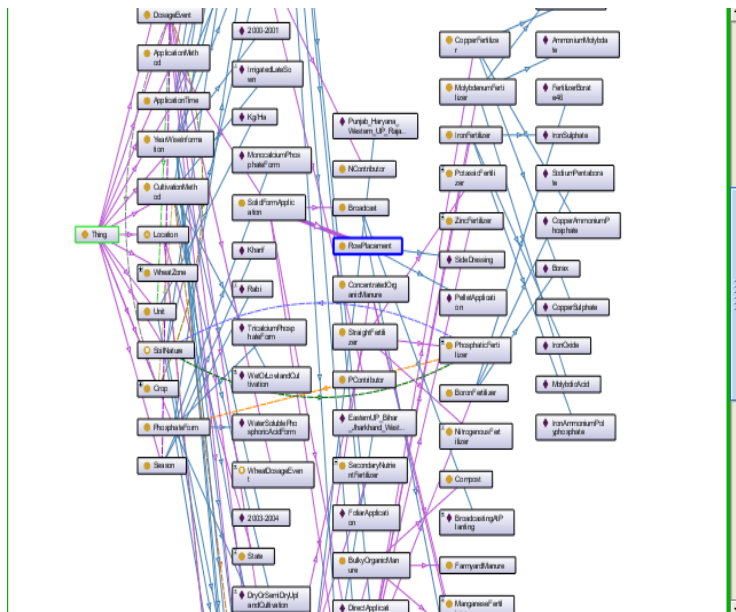 DosageEvent
ApplicationMeth
od
ApplicationTime
YearWiseInforma
tion
CultivationMeth
od
Thing
Location
WheatZone
Unit
SoilNature
Crop
PhosphateForm
Season
2000-2001
IrrigatedLateSo
wn
Kg/Ha
MonocalciumPhos
phateForm
SolidFormApplic
ation
Kharif
Rabi
TricalciumPhosp
hateForm
WetOrLowlandCul
tivation
WaterSolublePho
sphoricAcidForm
WheatDosageEven
t
2003-2004
State
DryOrSemiDryUpl
andCultivation
Punjab_Haryana_
Western_UP_Raja...
NContributor
Broadcast
RowPlacement
ConcentratedOrg
anicManure
StraightFertili
zer
PContributor
EasternUP_Bihar
_Jharkhand_West...
SecondaryNutrie
ntFertilizer
FoliarApplicati
on
BulkyOrganicMan
ure
DirectApplicati
CopperFertilize
r
MolybdenumFerti
lizer
IronFertilizer
PotassicFertili
zer
ZincFertilizer
SideDressing
PelletApplicati
on
PhosphaticFerti
lizer
BoronFertilizer
NitrogenousFert
ilizer
Compost
BroadcastingAtP
lanting
FarmyardManure
ManganeseFertil
AmmoniumMolybda
te
FertilizerBorat
e46
IronSulphate
SodiumPentabora
te
CopperAmmoniumP
hosphate
Borax
CopperSulphate
IronOxide
MolybdicAcid
IronAmmoniumPol
yphosphate